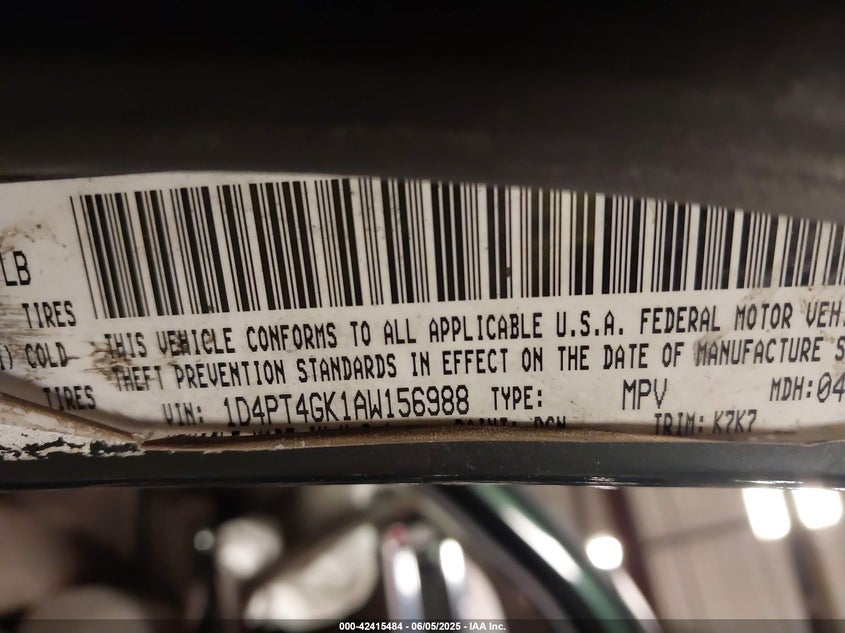 LB
TIRES
COLD
TIRES
THIS VEHICLE CONFORMS TO ALL APPLICABLE U.S.A. FEDERAL MOTOR VEH
THEFT PREVENTION STANDARDS IN EFFECT ON THE DATE OF MANUFACTURE S
VIN: 1D4PT4GK1AW156988 TYPE: MPV MDH:04
TRIM: K7K7
000-42415484 - 06/05/2025 - IAA Inc.